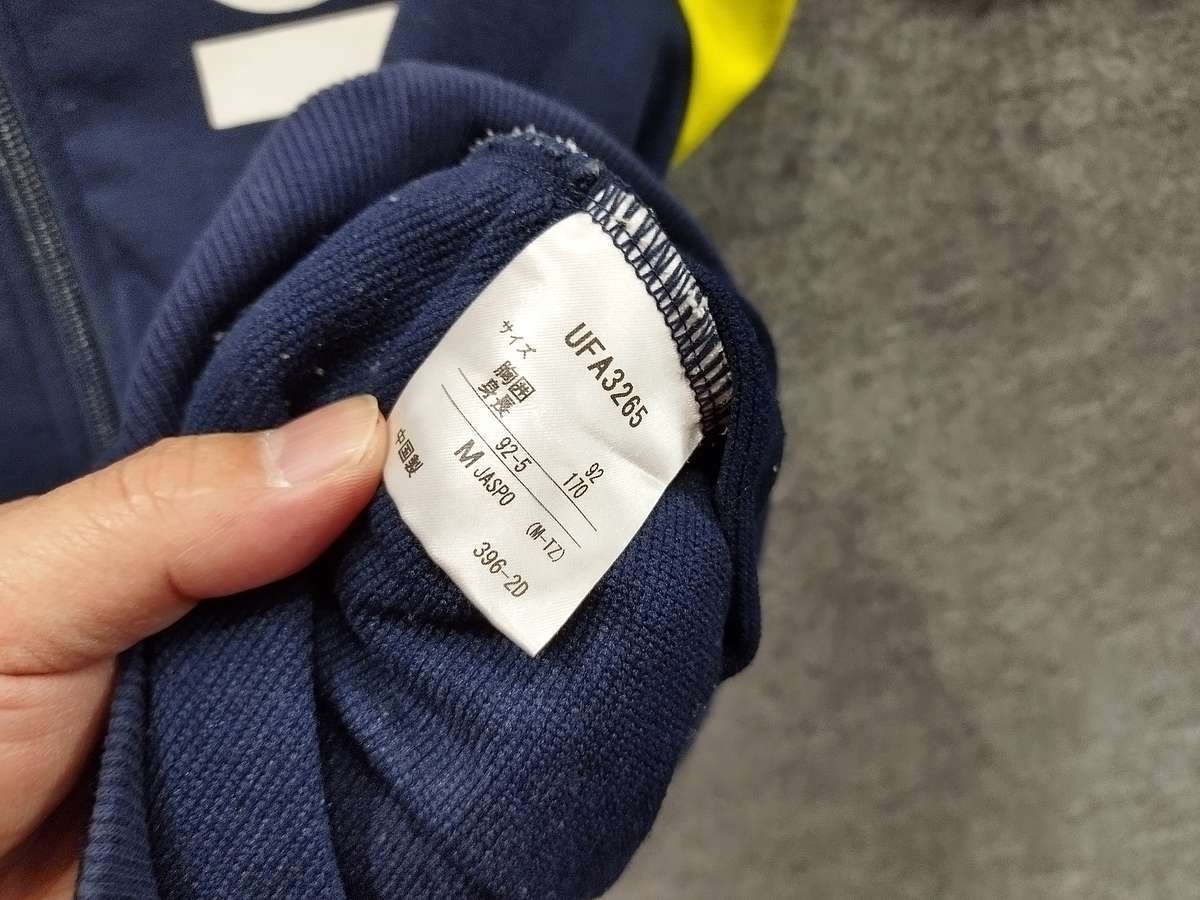 UFA3265
サイズ
胸囲 92
身長 170
92-5
M JASPO (M-TZ)
396-2D
中国製